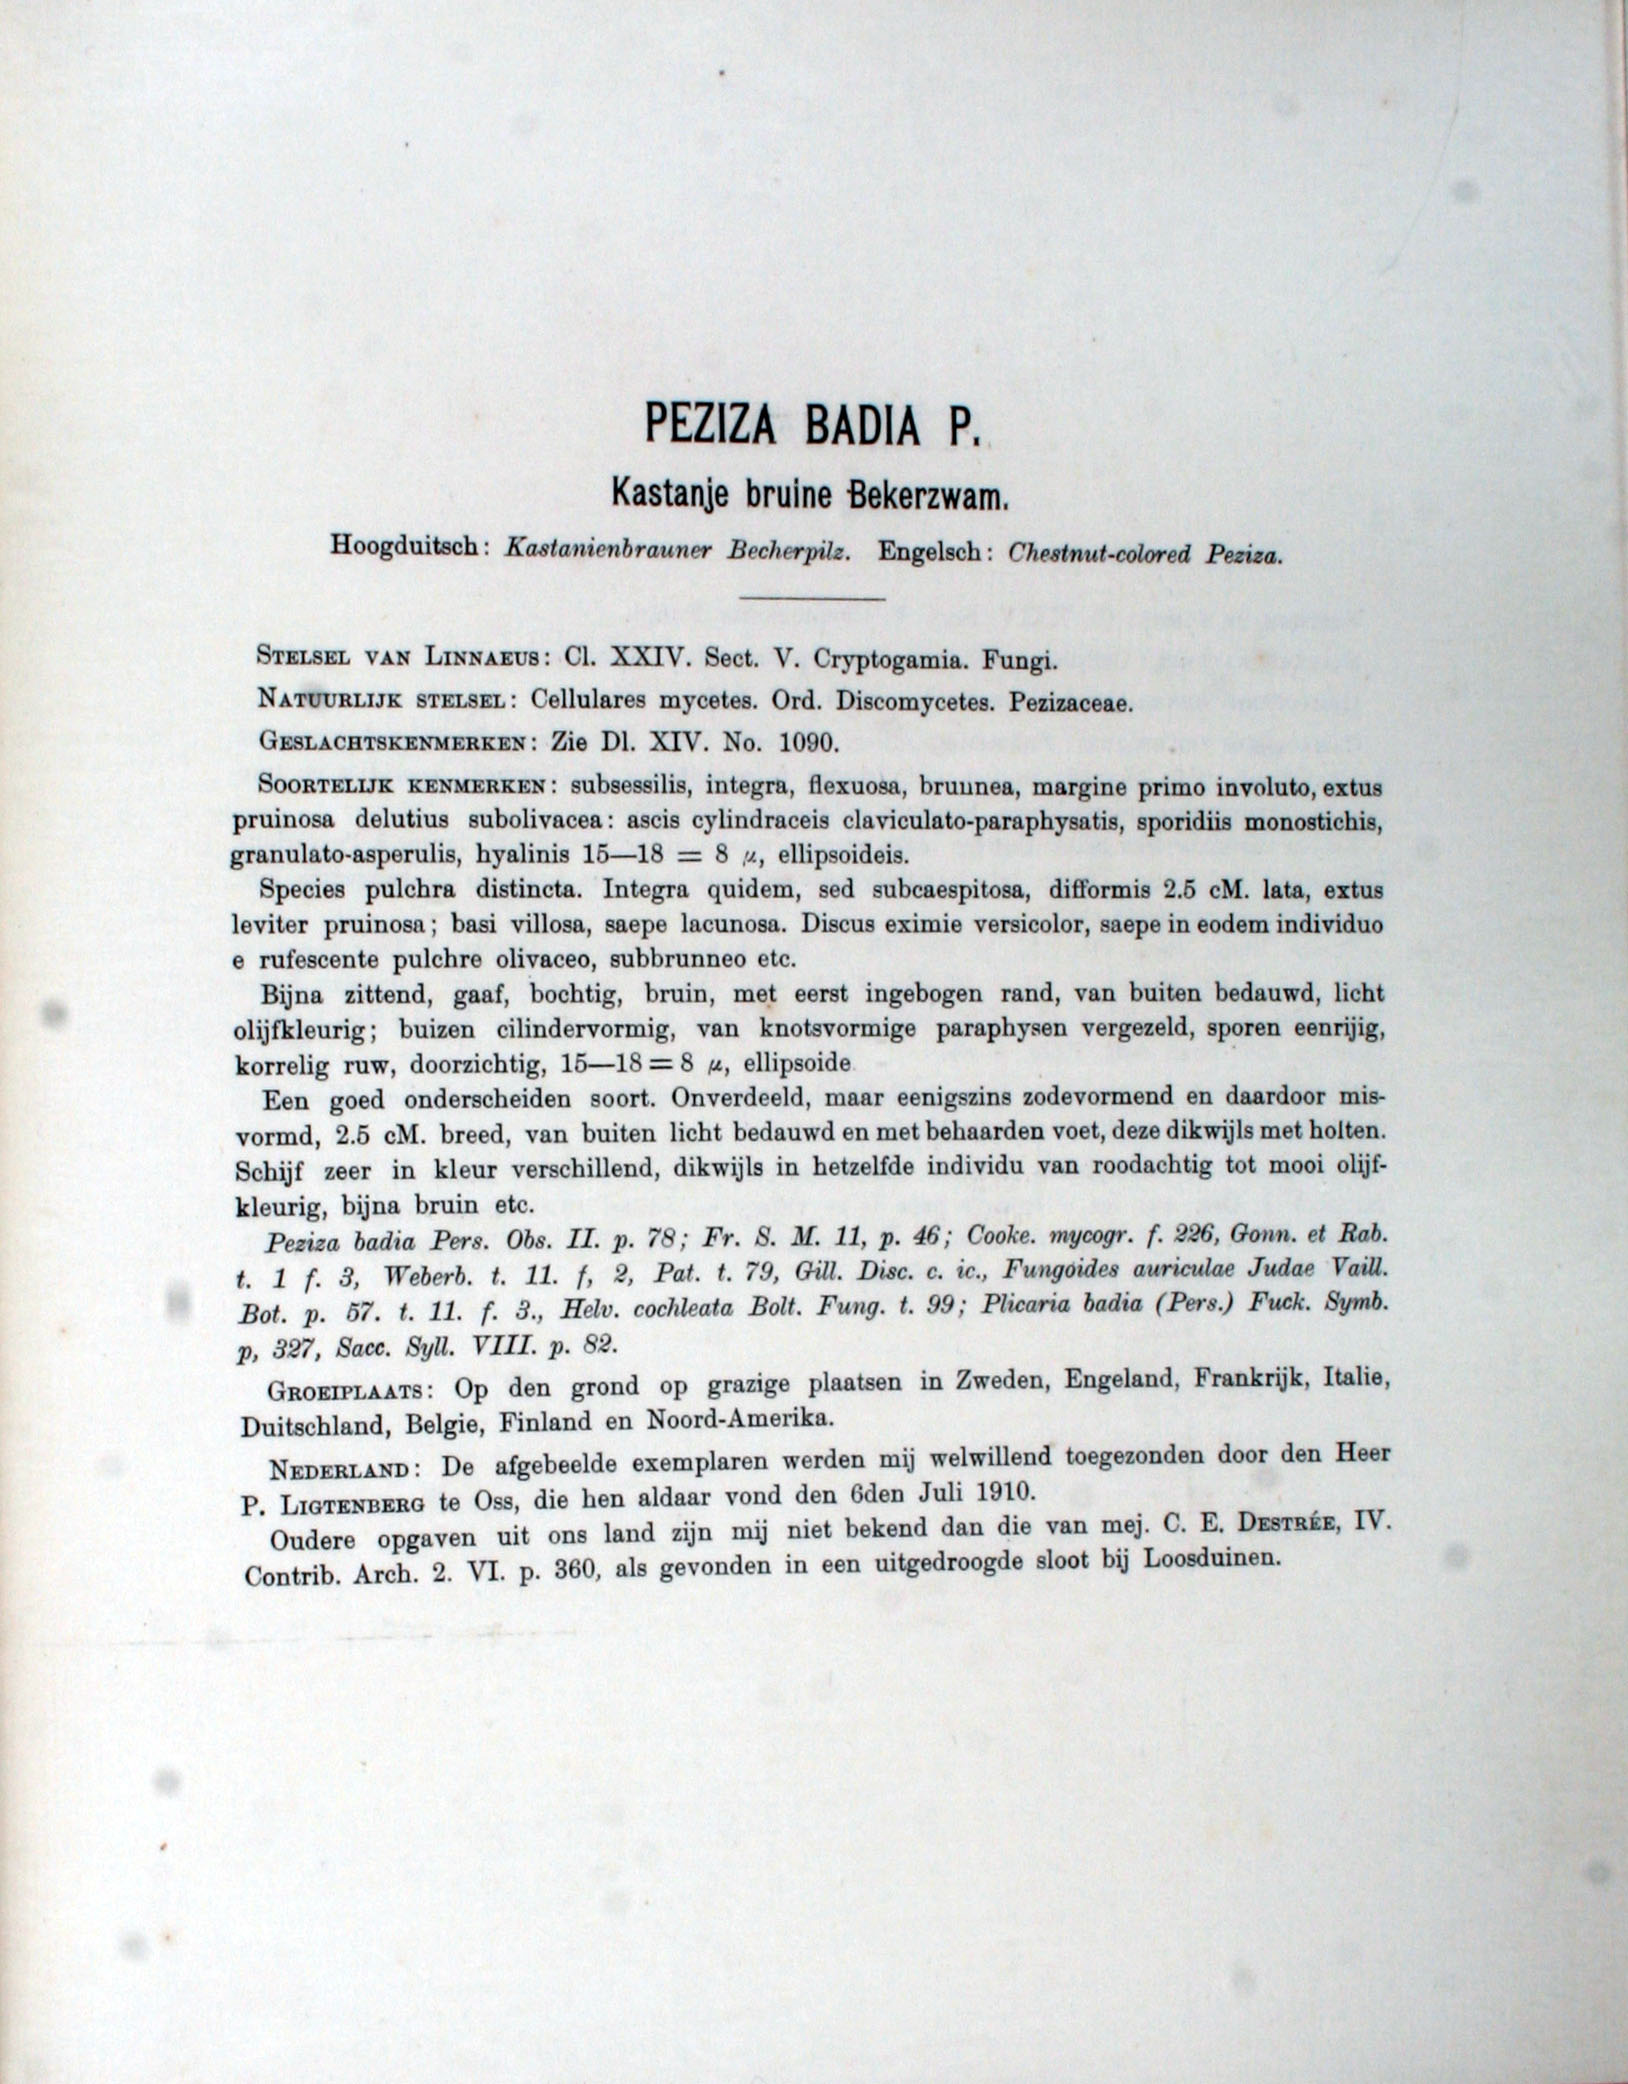 PEZIZA BADIA P.
Kastanje bruine Bekerzwam.
Hoogduitsch: Kastanienbrauner Becherpilz. Engelsch: Chestnut-colored Peziza.
STELSEL VAN LINNAEUS: Cl. XXIV. Sect. V. Cryptogamia. Fungi.
NATUURLIJK STELSEL: Cellulares mycetes. Ord. Discomycetes. Pezizaceae.
GESLACHTSKENMERKEN: Zie Dl. XIV. No. 1090.
SOORTELIJK KENMERKEN: subsessilis, integra, flexuosa, bruunea, margine primo involuto, extus
pruinosa delutius subolivacea: ascis cylindraceis claviculato-paraphysatis, sporidiis monostichis,
granulato-asperulis, hyalinis 15—18 = 8 µ, ellipsoideis.
Species pulchra distincta. Integra quidem, sed subcaespitosa, difformis 2.5 cM. lata, extus
leviter pruinosa; basi villosa, saepe lacunosa. Discus eximie versicolor, saepe in eodem individuo
e rufescente pulchre olivaceo, subbrunneo etc.
Bijna zittend, gaaf, bochtig, bruin, met eerst ingebogen rand, van buiten bedauwd, licht
olijfkleurig; buizen cilindervormig, van knotsvormige paraphysen vergezeld, sporen eenrijig,
korrelig ruw, doorzichtig, 15—18 = 8 µ, ellipsoide.
Een goed onderscheiden soort. Onverdeeld, maar eenigszins zodevormend en daardoor mis-
vormd, 2.5 cM. breed, van buiten licht bedauwd en met behaarden voet, deze dikwijls met holten.
Schijf zeer in kleur verschillend, dikwijls in hetzelfde individu van roodachtig tot mooi olijf-
kleurig, bijna bruin etc.
Peziza badia Pers. Obs. II. p. 78; Fr. S. M. 11, p. 46; Cooke. mycogr. f. 226, Gonn. et Rab.
t. 1 f. 3, Weberb. t. 11. f, 2, Pat. t. 79, Gill. Disc. c. ic., Fungoides auriculae Judae Vaill.
Bot. p. 57. t. 11. f. 3., Helv. cochleata Bolt. Fung. t. 99; Plicaria badia (Pers.) Fuck. Symb.
p, 327, Sacc. Syll. VIII. p. 82.
GROEIPLAATS: Op den grond op grazige plaatsen in Zweden, Engeland, Frankrijk, Italie,
Duitschland, Belgie, Finland en Noord-Amerika.
NEDERLAND: De afgebeelde exemplaren werden mij welwillend toegezonden door den Heer
P. LIGTENBERG te Oss, die hen aldaar vond den 6den Juli 1910.
Oudere opgaven uit ons land zijn mij niet bekend dan die van mej. C. E. DESTRÉE, IV.
Contrib. Arch. 2. VI. p. 360, als gevonden in een uitgedroogde sloot bij Loosduinen.